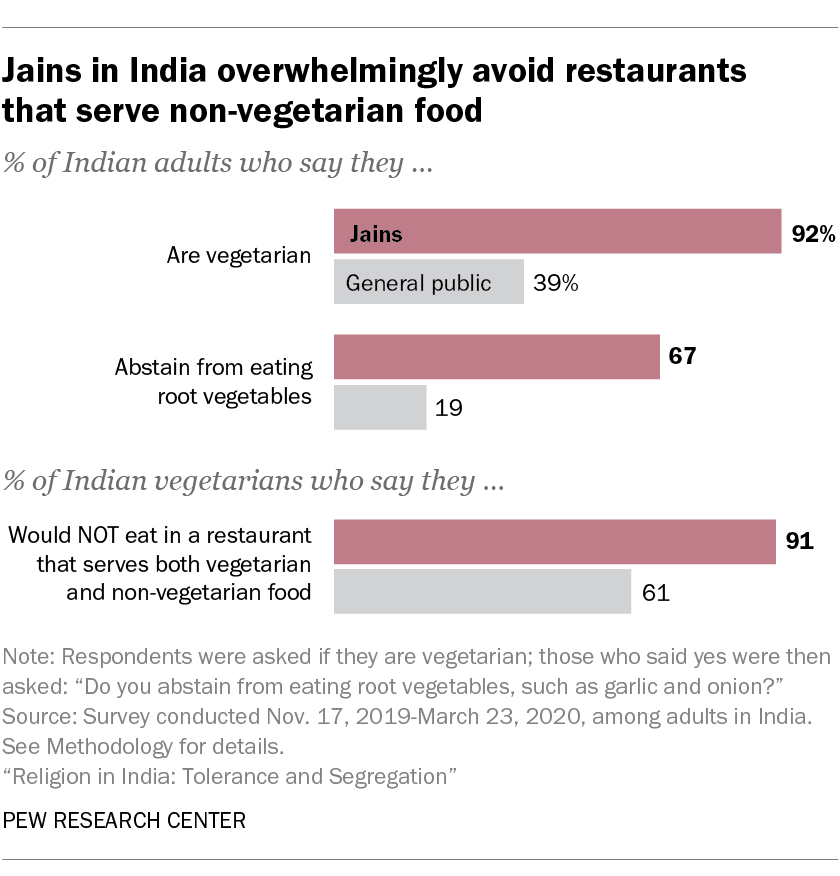 Jains in India overwhelmingly avoid restaurants
that serve non-vegetarian food
% of Indian adults who say they ...
Are vegetarian
Jains
92%
General public
39%
Abstain from eating
root vegetables
67
19
% of Indian vegetarians who say they ...
Would NOT eat in a restaurant
that serves both vegetarian
and non-vegetarian food
91
61
Note: Respondents were asked if they are vegetarian; those who said yes were then
asked: “Do you abstain from eating root vegetables, such as garlic and onion?”
Source: Survey conducted Nov. 17, 2019-March 23, 2020, among adults in India.
See Methodology for details.
“Religion in India: Tolerance and Segregation”
PEW RESEARCH CENTER